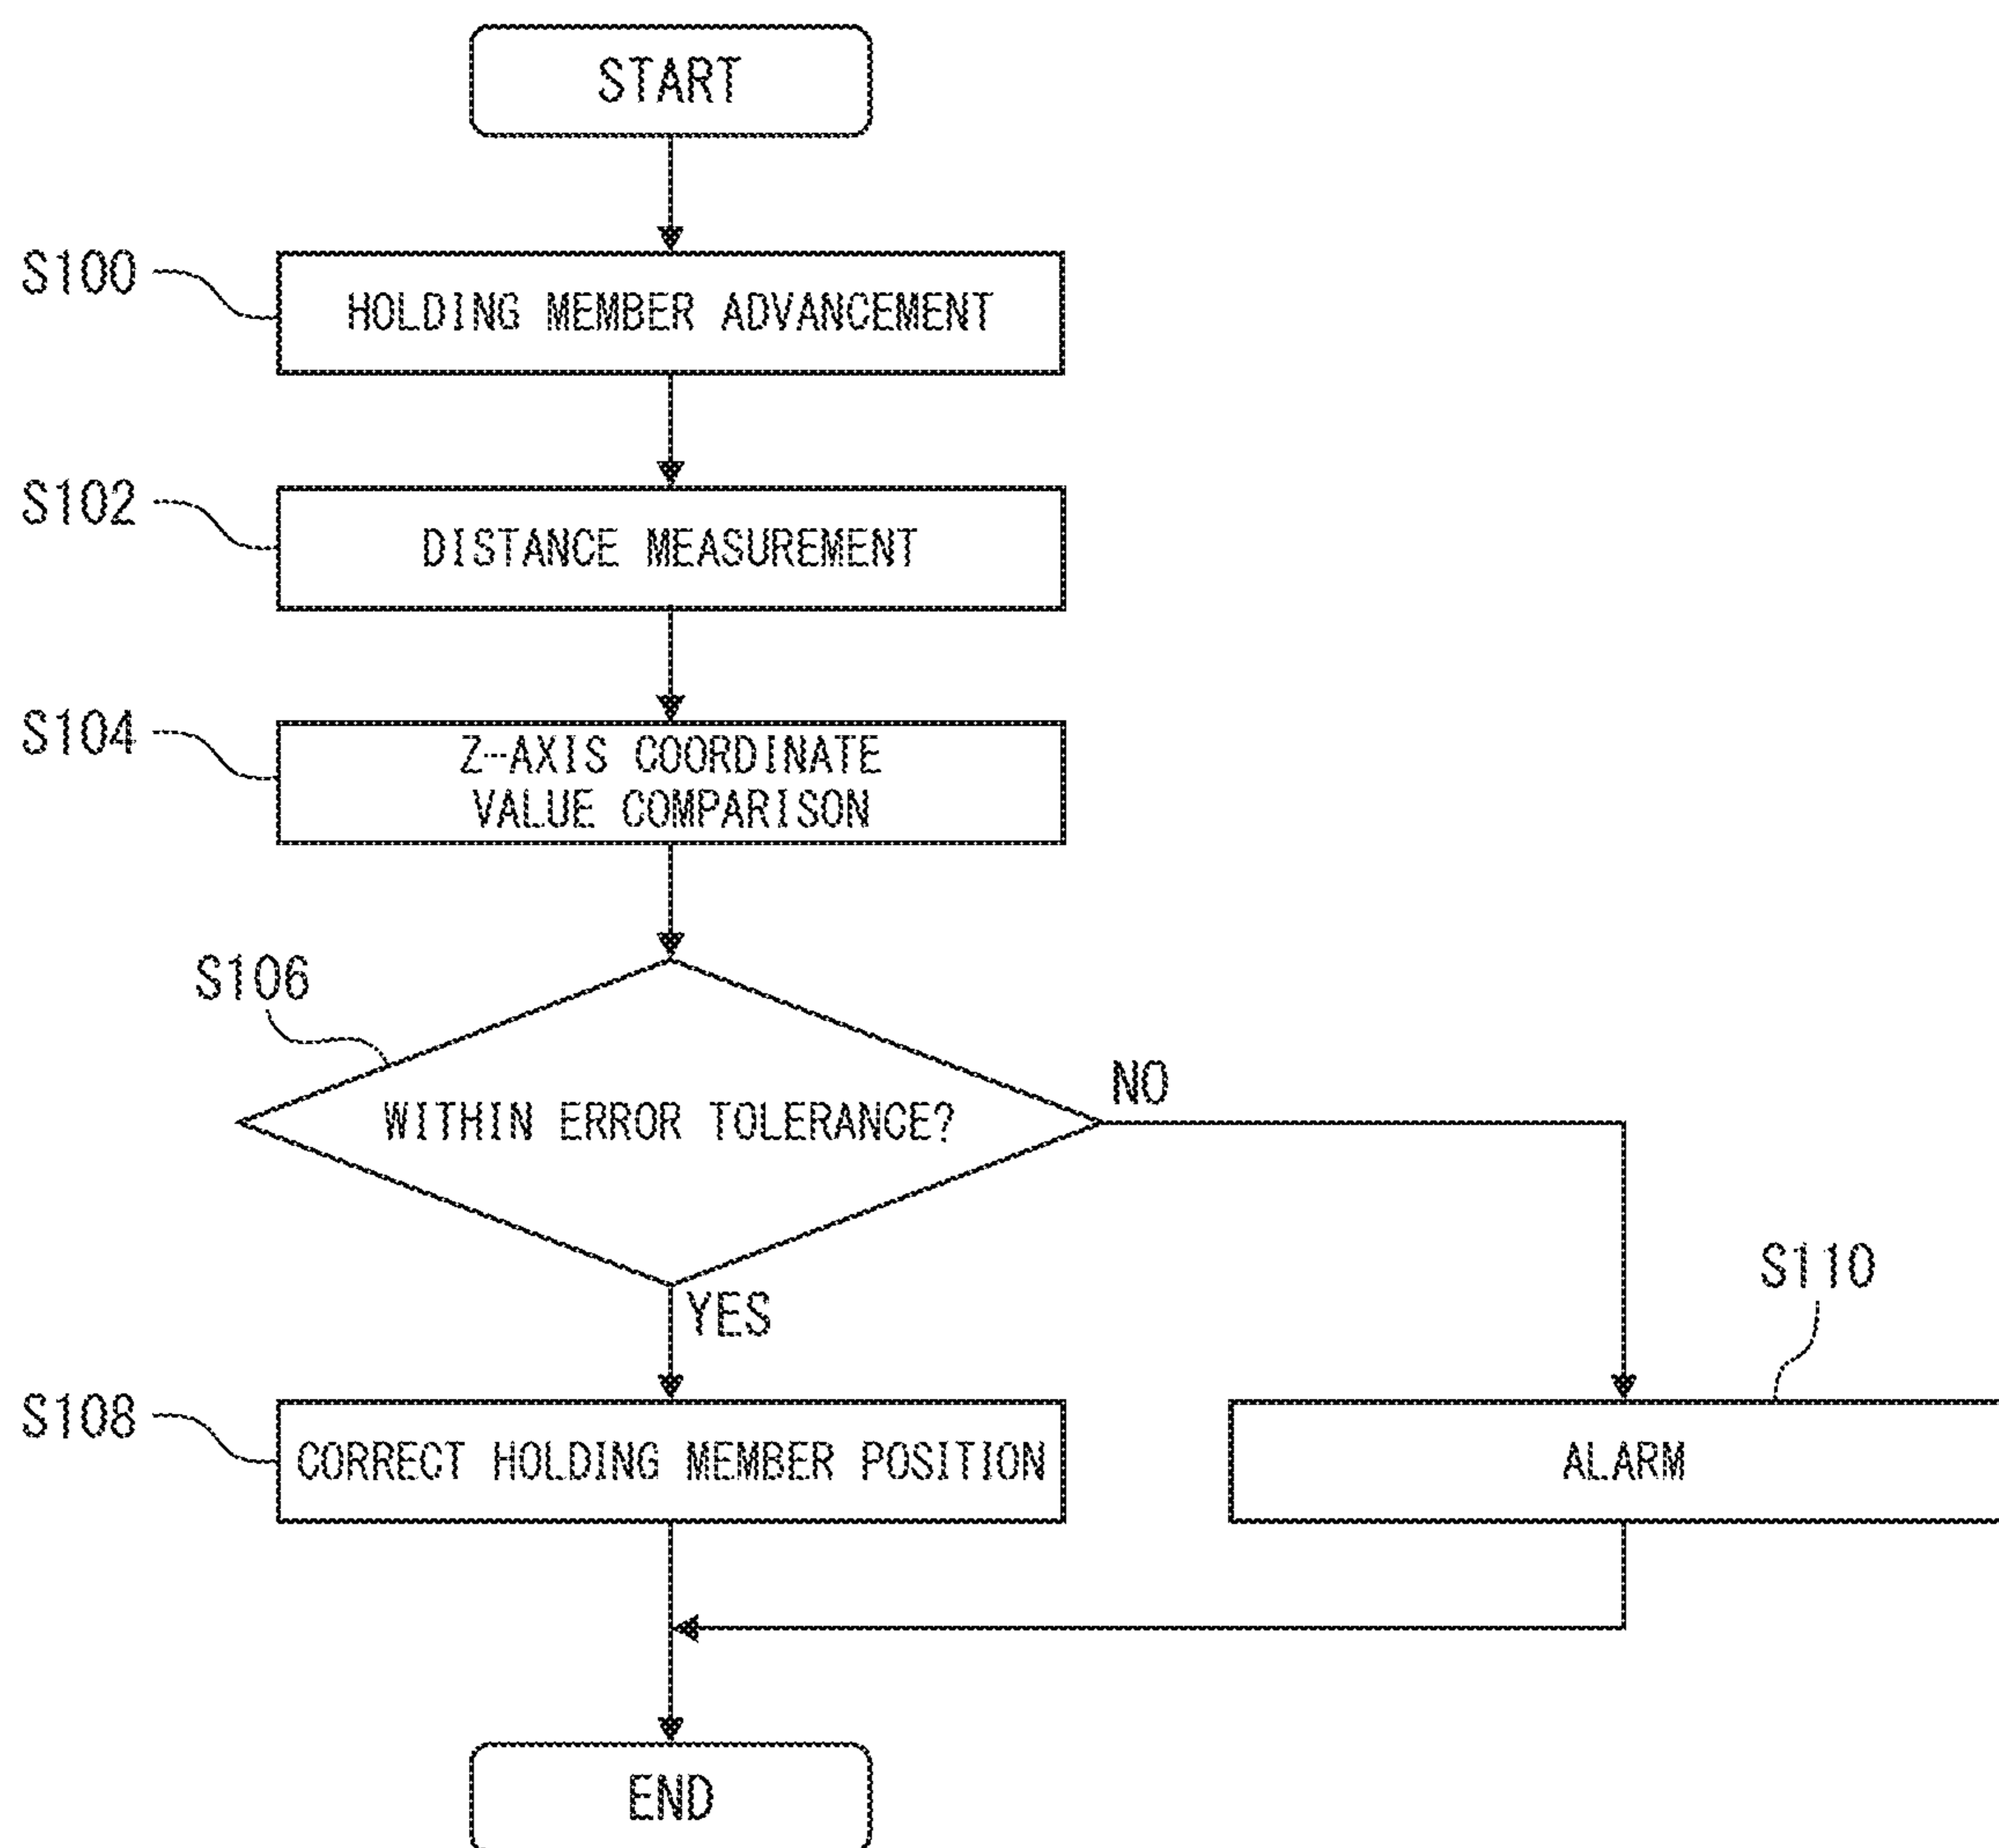 START
S100
HOLDING MEMBER ADVANCEMENT
S102
DISTANCE MEASUREMENT
S104
Z-AXIS COORDINATE
VALUE COMPARISON
S106
WITHIN ERROR TOLERANCE?
NO
YES
S108
CORRECT HOLDING MEMBER POSITION
S110
ALARM
END